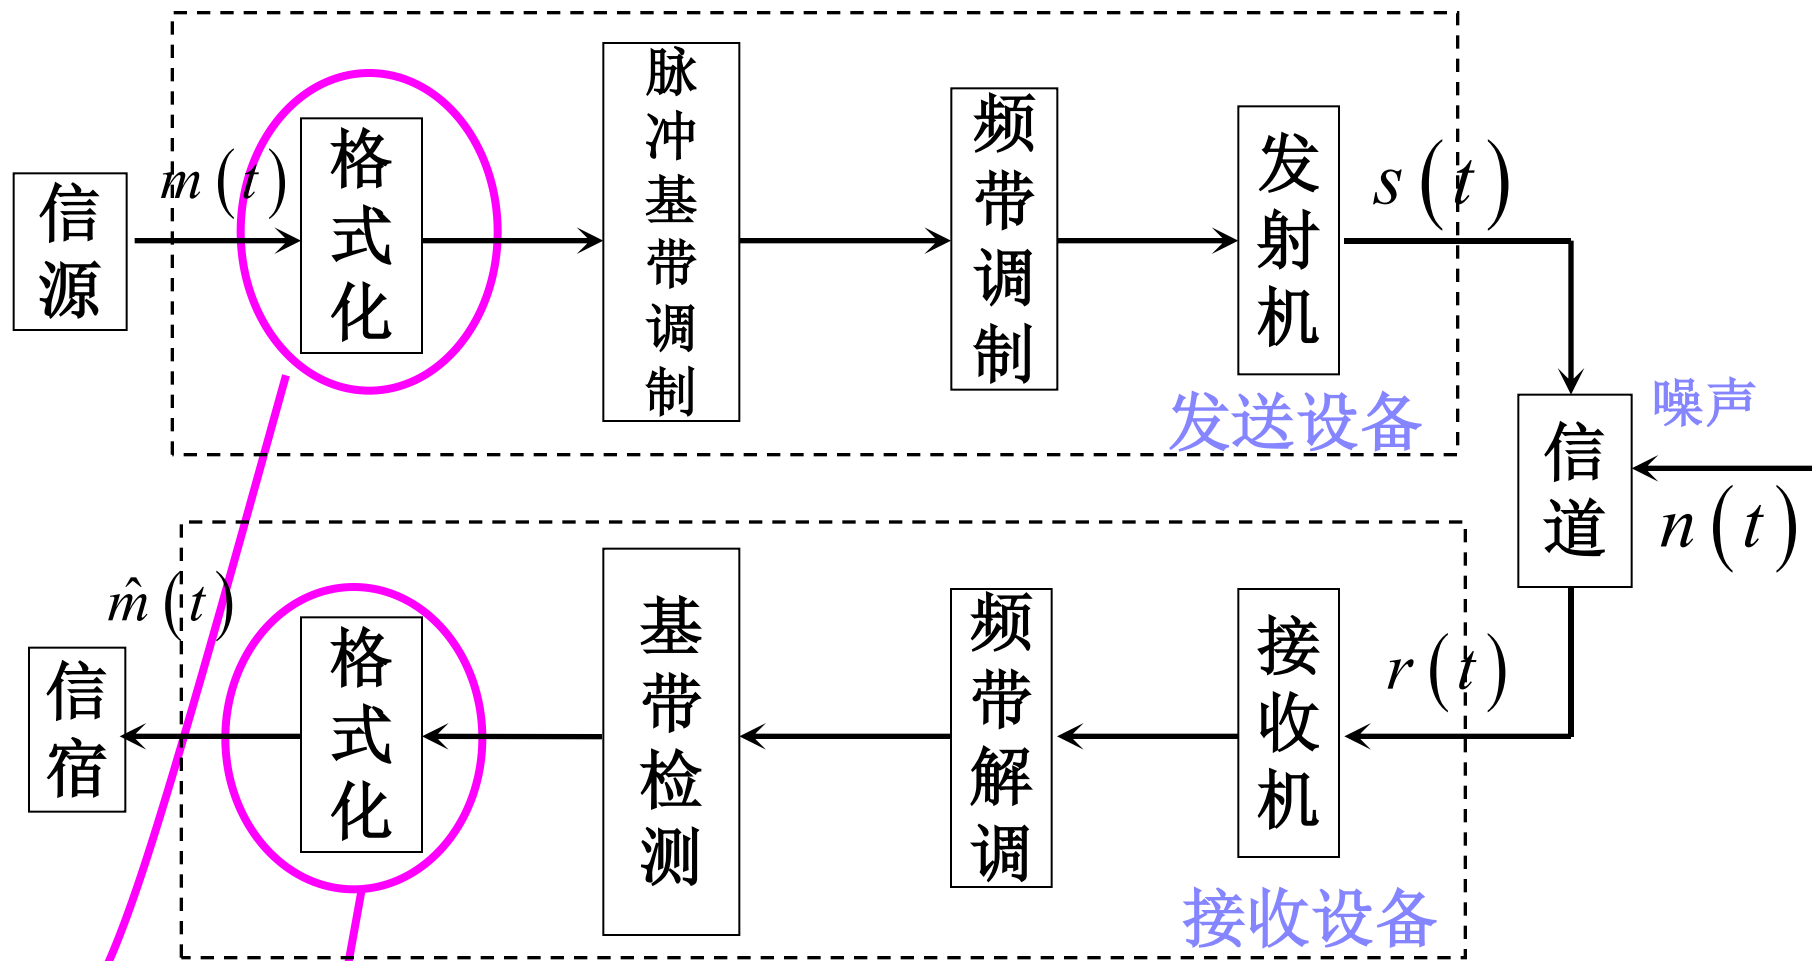 信源
m(t)
格式化
脉冲基带调制
频带调制
发射机
s(t)
发送设备
噪声
信道
n(t)
m̂(t)
信宿
格式化
基带检测
频带解调
接收机
r(t)
接收设备